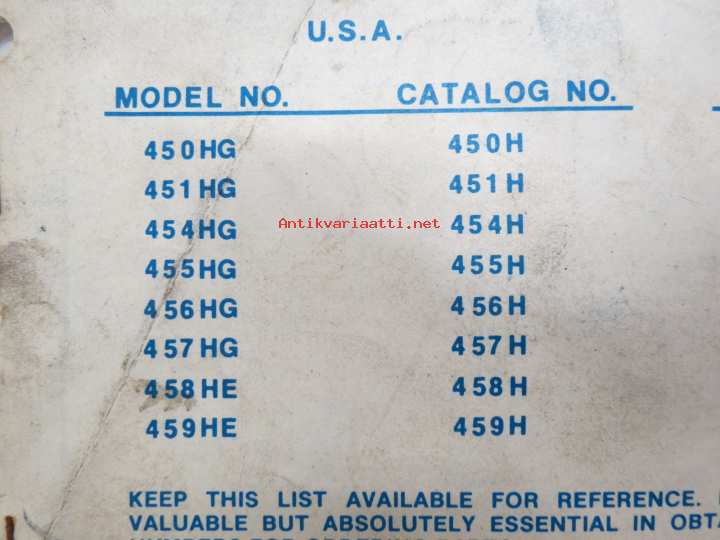 U.S.A.
MODEL NO. CATALOG NO.
450HG 450H
451HG 451H
454HG 454H
Antikvariaatti.net
455HG 455H
456HG 456H
457HG 457H
458HE 458H
459HE 459H
KEEP THIS LIST AVAILABLE FOR REFERENCE.
VALUABLE BUT ABSOLUTELY ESSENTIAL IN